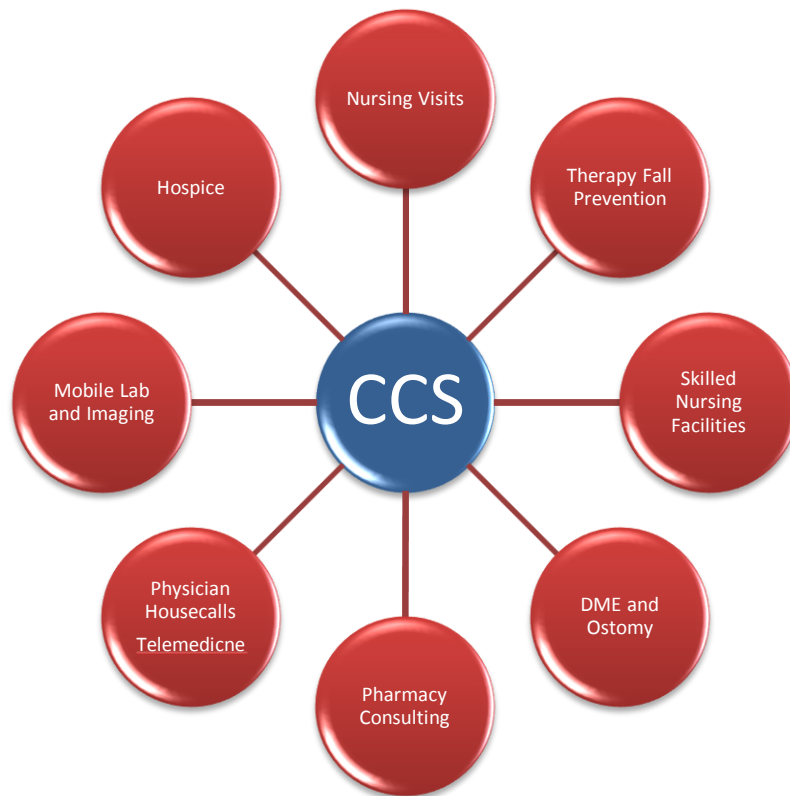 Nursing Visits
Hospice
Therapy Fall
Prevention
CCS
Mobile Lab
and Imaging
Skilled
Nursing
Facilities
Physician
Housecalls
Telemedicne
DME and
Ostomy
Pharmacy
Consulting